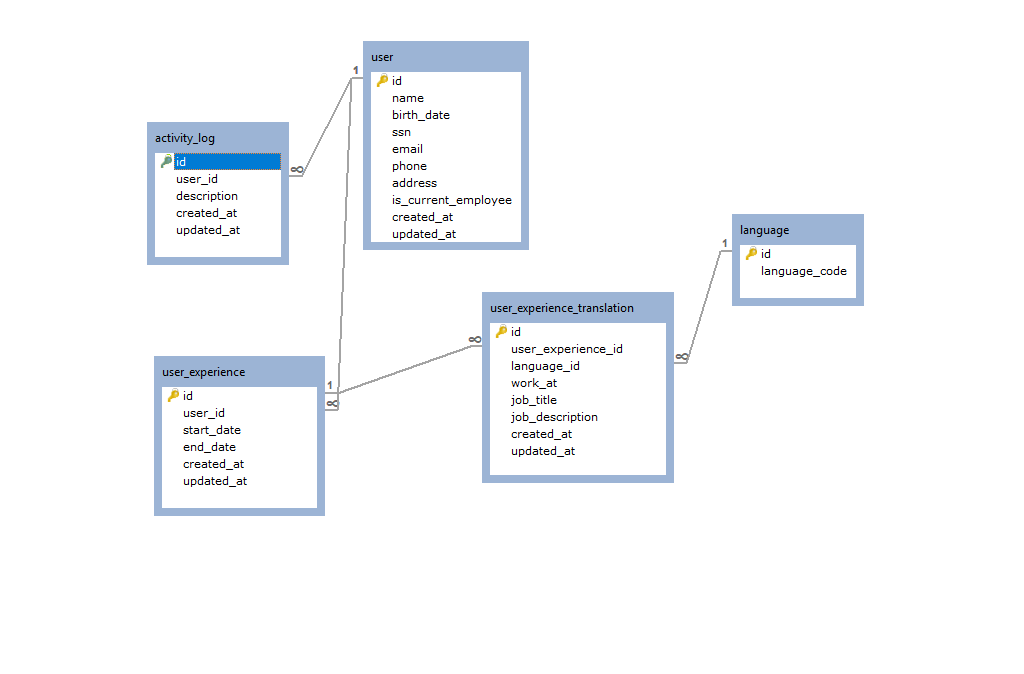 user
id
name
birth_date
ssn
email
phone
address
is_current_employee
created_at
updated_at
1
activity_log
id
user_id
description
created_at
updated_at
∞
language
id
language_code
1
user_experience_translation
id
user_experience_id
language_id
work_at
job_title
job_description
created_at
updated_at
∞
∞
user_experience
id
user_id
start_date
end_date
created_at
updated_at
1
∞